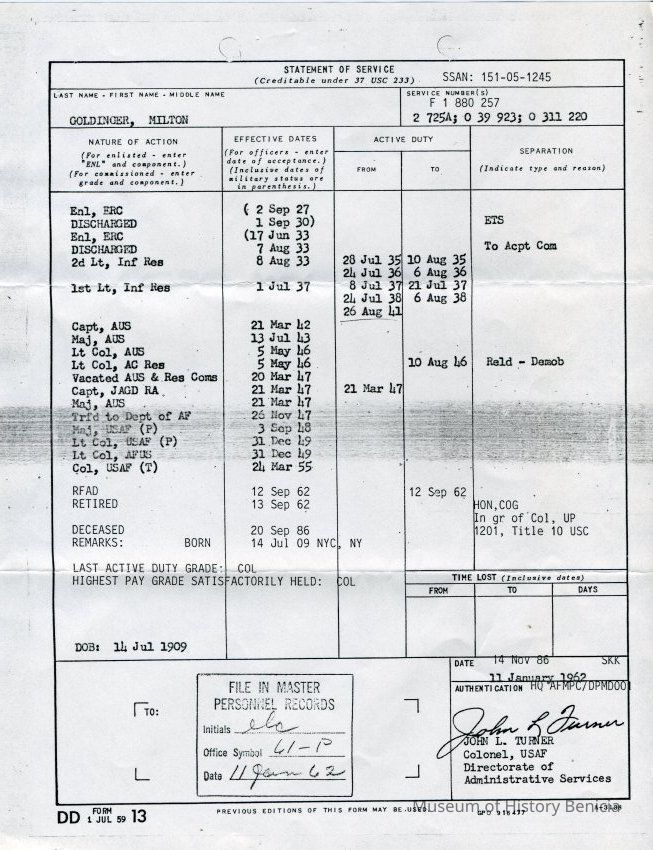 STATEMENT OF SERVICE
(Creditable under 37 USC 233)
SSAN: 151-05-1245
LAST NAME - FIRST NAME - MIDDLE NAME
GOLDINGER, MILTON
SERVICE NUMBER(S)
F 1 880 257
2 725A; O 39 923; O 311 220
NATURE OF ACTION
(For enlisted - enter
"ENL" and component.)
(For commissioned - enter
grade and component.)
EFFECTIVE DATES
(For officers - enter
date of acceptance.)
(Inclusive dates of
military status are
in parenthesis.)
ACTIVE DUTY
FROM TO
SEPARATION
(Indicate type and reason)
Enl, ERC ( 2 Sep 27
DISCHARGED 1 Sep 30) ETS
Enl, ERC (17 Jun 33
DISCHARGED 7 Aug 33 To Acpt Com
2d Lt, Inf Res 8 Aug 33 28 Jul 35 10 Aug 35
24 Jul 36 6 Aug 36
1st Lt, Inf Res 1 Jul 37 8 Jul 37 21 Jul 37
24 Jul 38 6 Aug 38
26 Aug 41
Capt, AUS 21 Mar 42
Maj, AUS 13 Jul 43
Lt Col, AUS 5 May 46
Lt Col, AC Res 5 May 46 10 Aug 46 Reld - Demob
Vacated AUS & Res Coms 20 Mar 47
Capt, JAGD RA 21 Mar 47 21 Mar 47
Maj, AUS 21 Mar 47
Trfd to Dept of AF 26 Nov 47
Maj, USAF (P) 3 Sep 48
Lt Col, USAF (P) 31 Dec 49
Lt Col, AFUS 31 Dec 49
Col, USAF (T) 24 Mar 55
RFAD 12 Sep 62 12 Sep 62
RETIRED 13 Sep 62 HON,COG
In gr of Col, UP
DECEASED 20 Sep 86 1201, Title 10 USC
REMARKS: BORN 14 Jul 09 NYC, NY
LAST ACTIVE DUTY GRADE: COL
HIGHEST PAY GRADE SATISFACTORILY HELD: COL
TIME LOST (Inclusive dates)
FROM TO DAYS
DOB: 14 Jul 1909
DATE 14 Nov 86 SKK
11 January 1962
AUTHENTICATION HQ AFMPC/DPMDOO1
TO:
FILE IN MASTER
PERSONNEL RECORDS
Initials elc
Office Symbol 61-P
Date 11 Jan 62
John L Turner
JOHN L. TURNER
Colonel, USAF
Directorate of
Administrative Services
DD FORM 1 JUL 59 13
PREVIOUS EDITIONS OF THIS FORM MAY BE USED.
GPO 916477